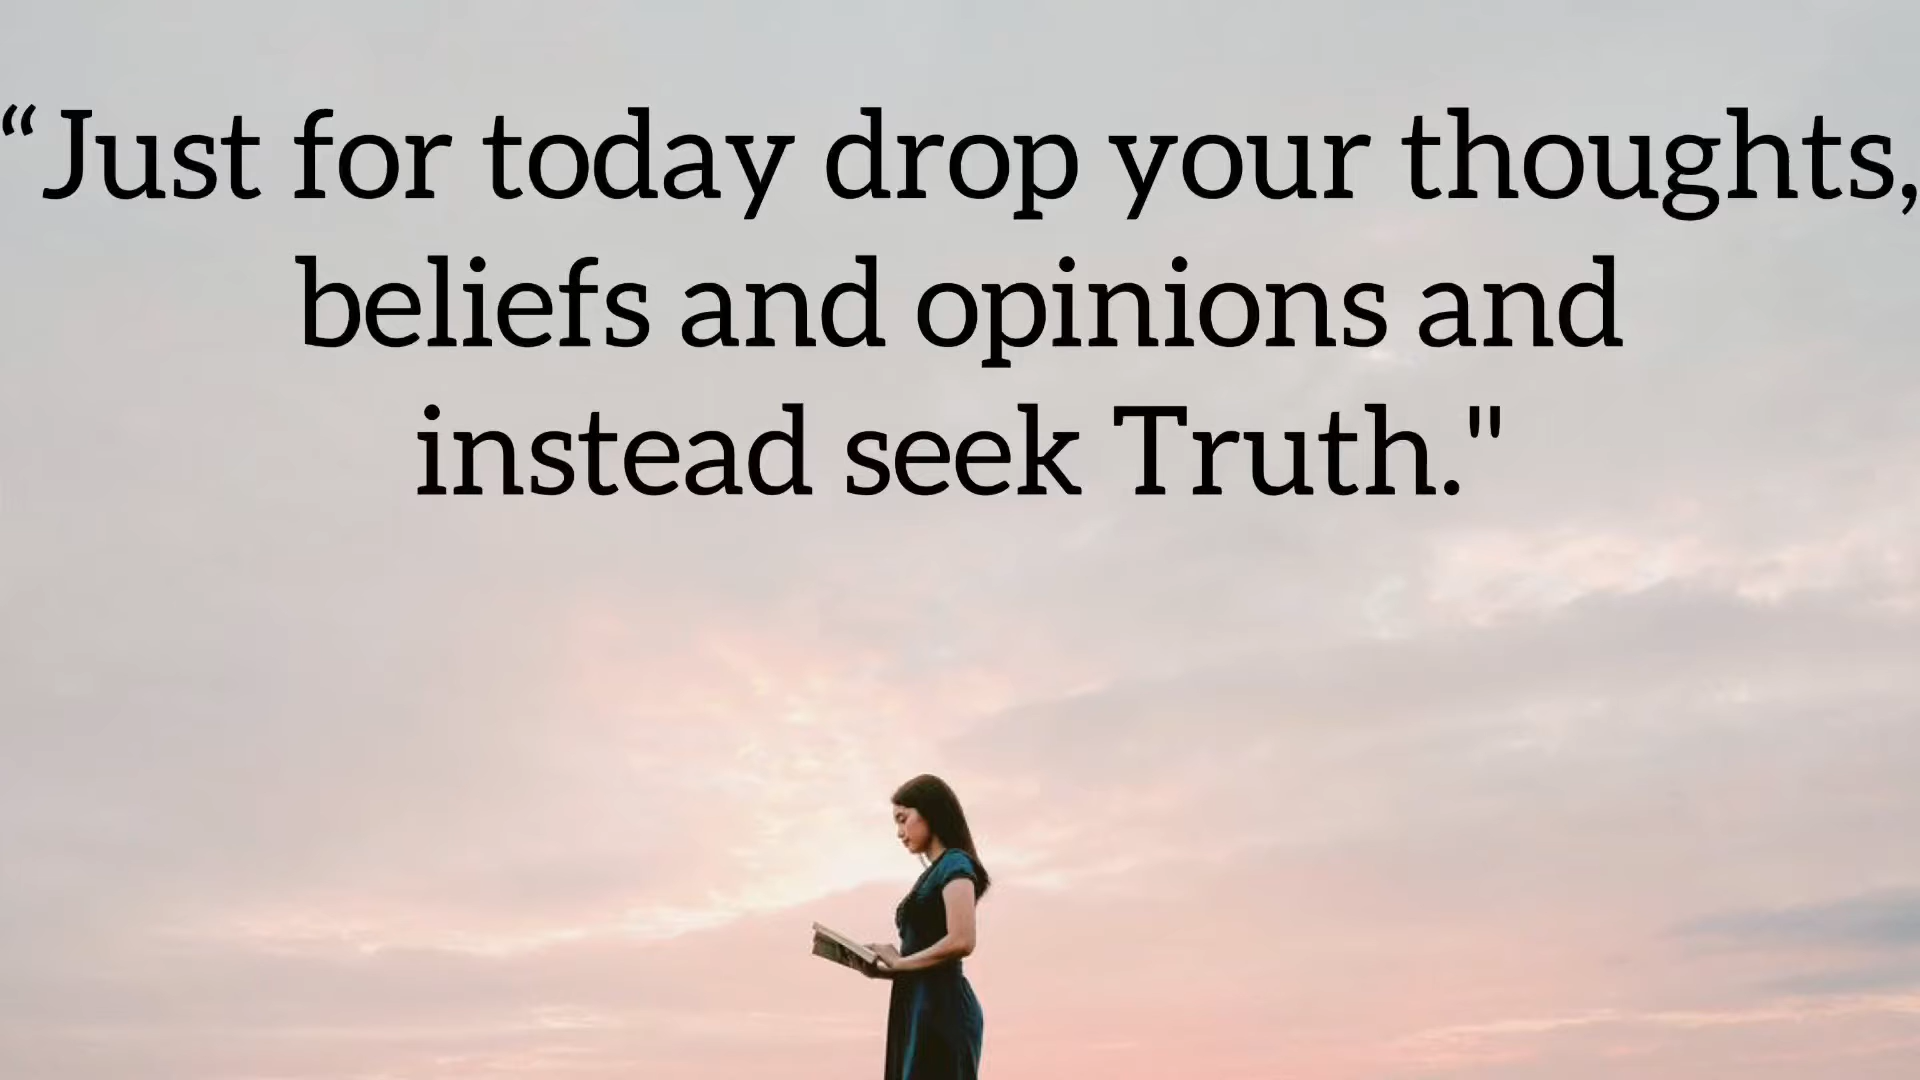 “Just for today drop your thoughts,
beliefs and opinions and
instead seek Truth."